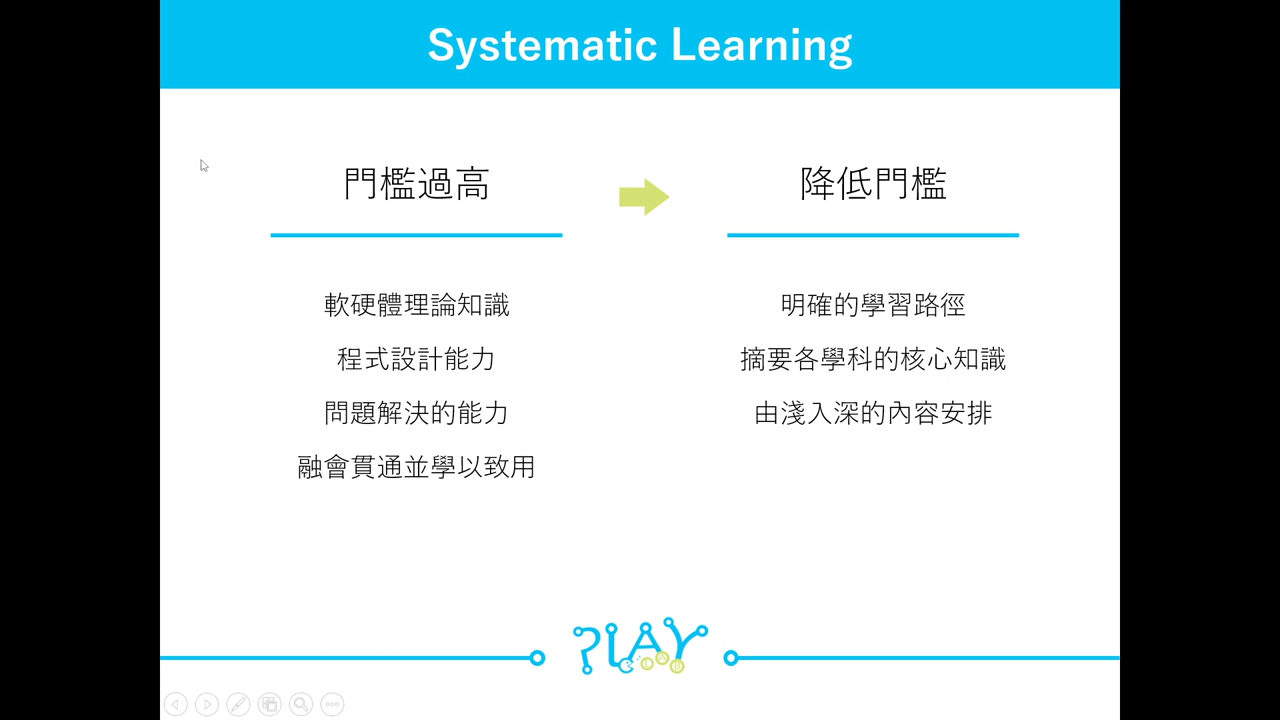 Systematic Learning
門檻過高
降低門檻
軟硬體理論知識
程式設計能力
問題解決的能力
融會貫通並學以致用
明確的學習路徑
摘要各學科的核心知識
由淺入深的內容安排
PLAY
LAB